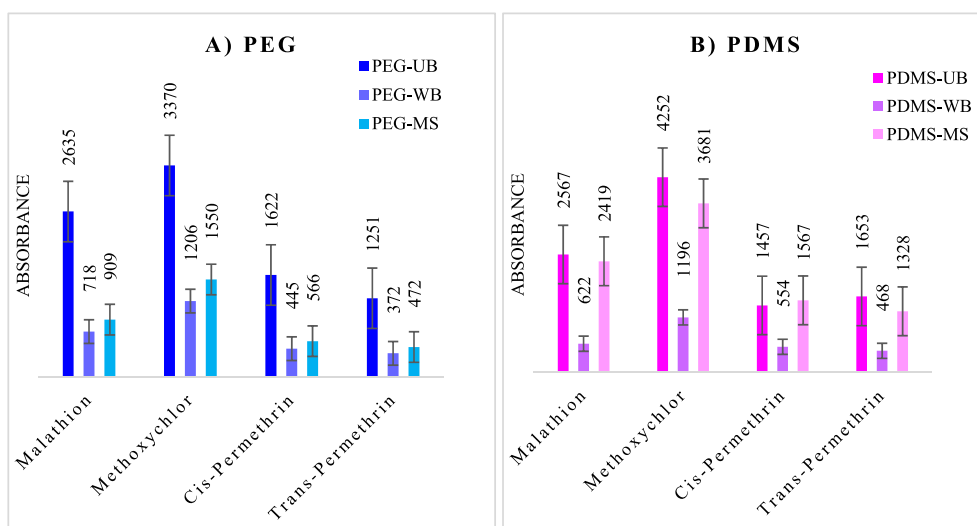 A) PEG
PEG-UB
PEG-WB
PEG-MS
ABSORBANCE
2635
718
909
3370
1206
1550
1622
445
566
1251
372
472
Malathion
Methoxychlor
Cis-Permethrin
Trans-Permethrin
B) PDMS
PDMS-UB
PDMS-WB
PDMS-MS
ABSORBANCE
2567
622
2419
4252
1196
3681
1457
554
1567
1653
468
1328
Malathion
Methoxychlor
Cis-Permethrin
Trans-Permethrin